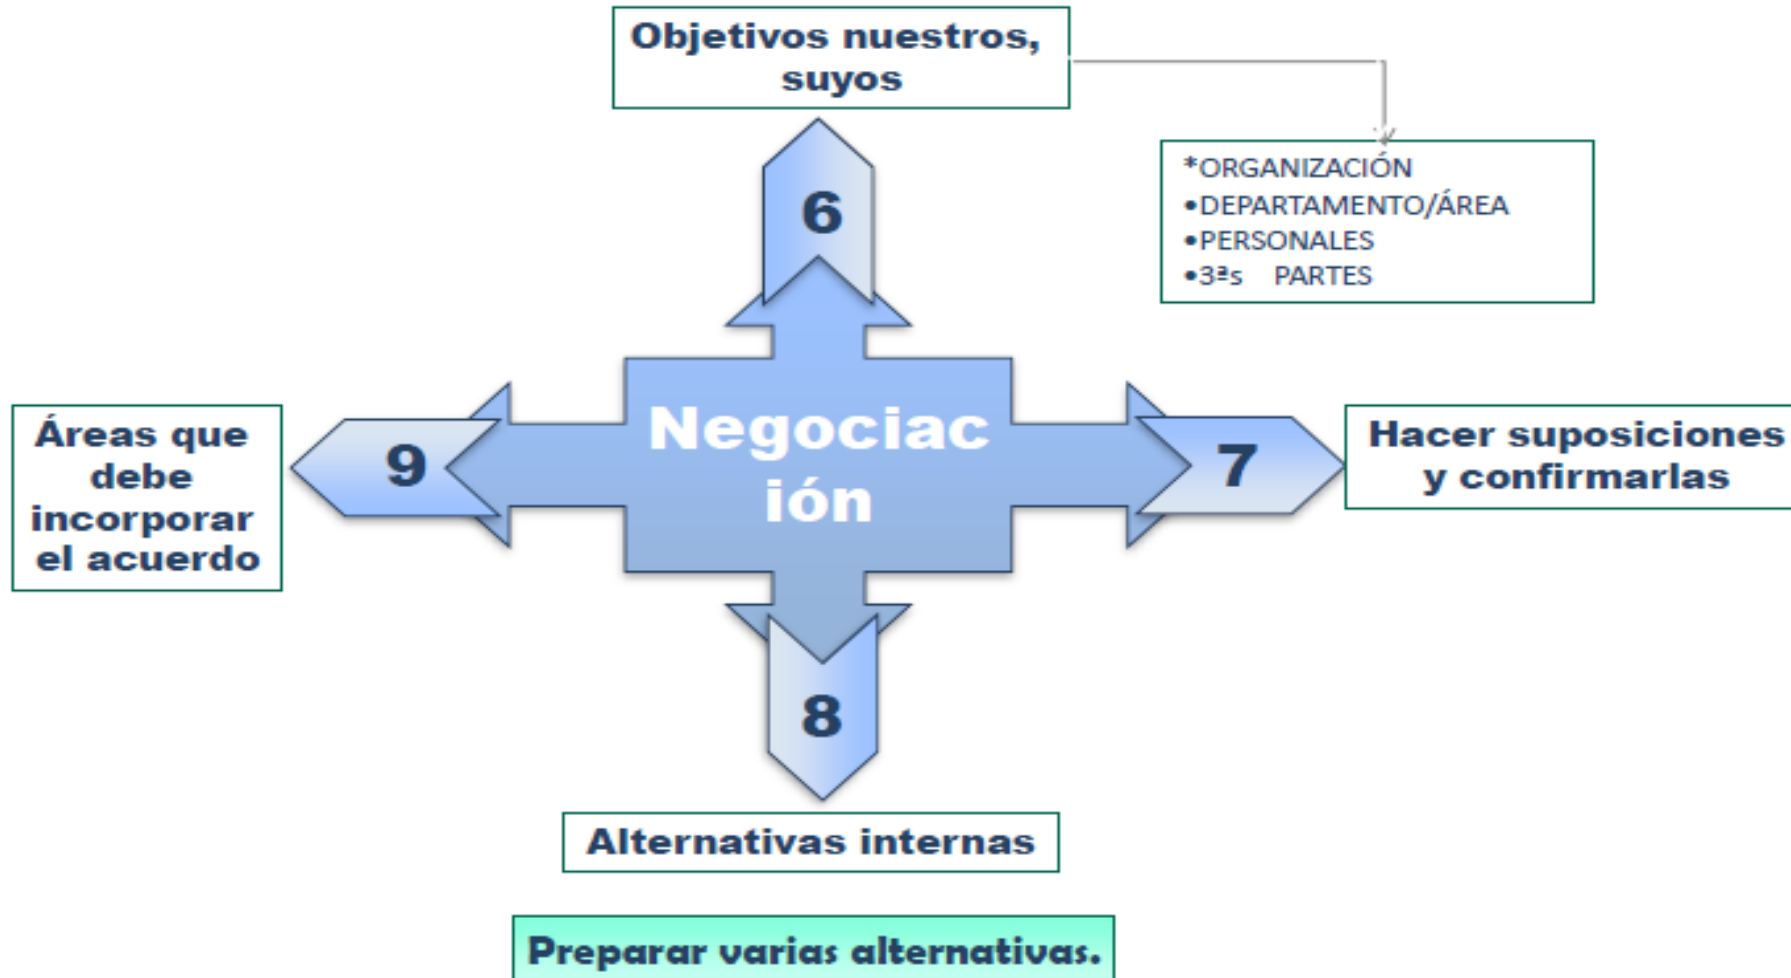 Objetivos nuestros,
suyos
*ORGANIZACIÓN
•DEPARTAMENTO/ÁREA
•PERSONALES
•3ªs PARTES
6
Áreas que
debe
incorporar
el acuerdo
9
Negociac
ión
7
Hacer suposiciones
y confirmarlas
8
Alternativas internas
Preparar varias alternativas.